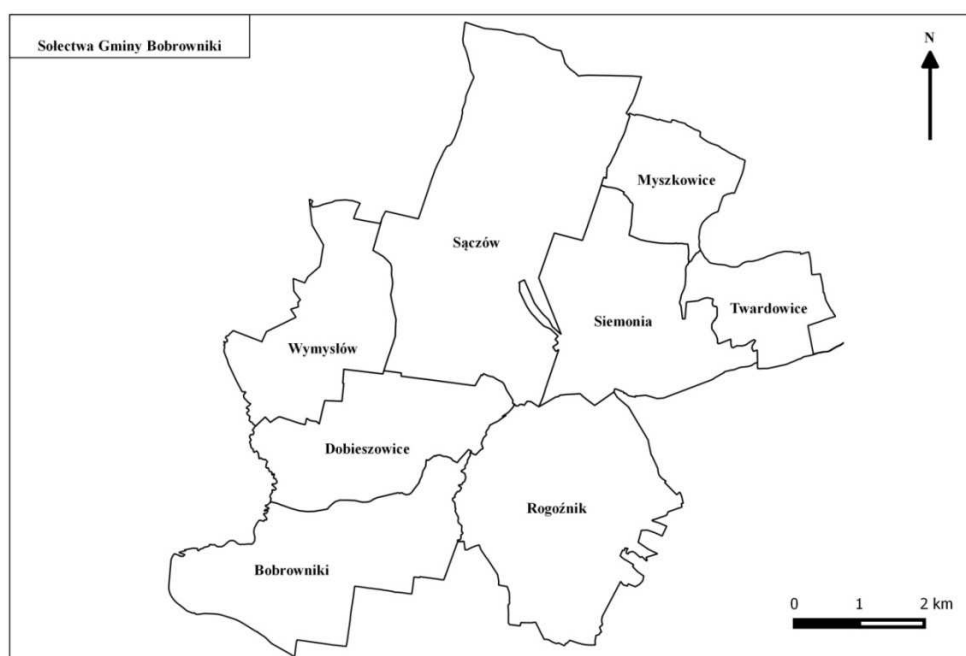 Sołectwa Gminy Bobrowniki
N
Myszkowice
Sączów
Siemonia
Twardowice
Wymysłów
Dobieszowice
Rogoźnik
Bobrowniki
0 1 2 km